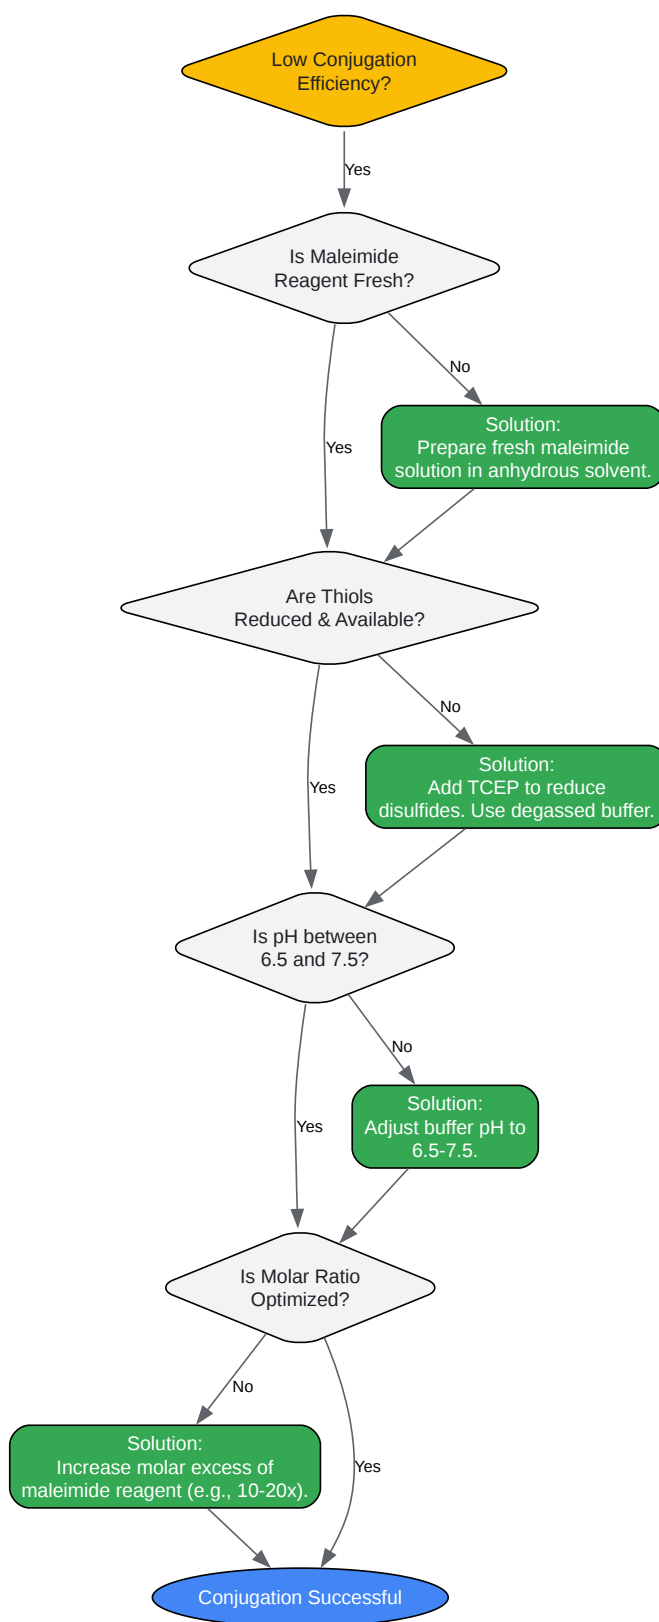 Low Conjugation
Efficiency?
Yes
Is Maleimide
Reagent Fresh?
No
Solution:
Prepare fresh maleimide
solution in anhydrous solvent.
Yes
Are Thiols
Reduced & Available?
No
Solution:
Add TCEP to reduce
disulfides. Use degassed buffer.
Yes
Is pH between
6.5 and 7.5?
No
Solution:
Adjust buffer pH to
6.5-7.5.
Yes
Is Molar Ratio
Optimized?
No
Solution:
Increase molar excess of
maleimide reagent (e.g., 10-20x).
Yes
Conjugation Successful